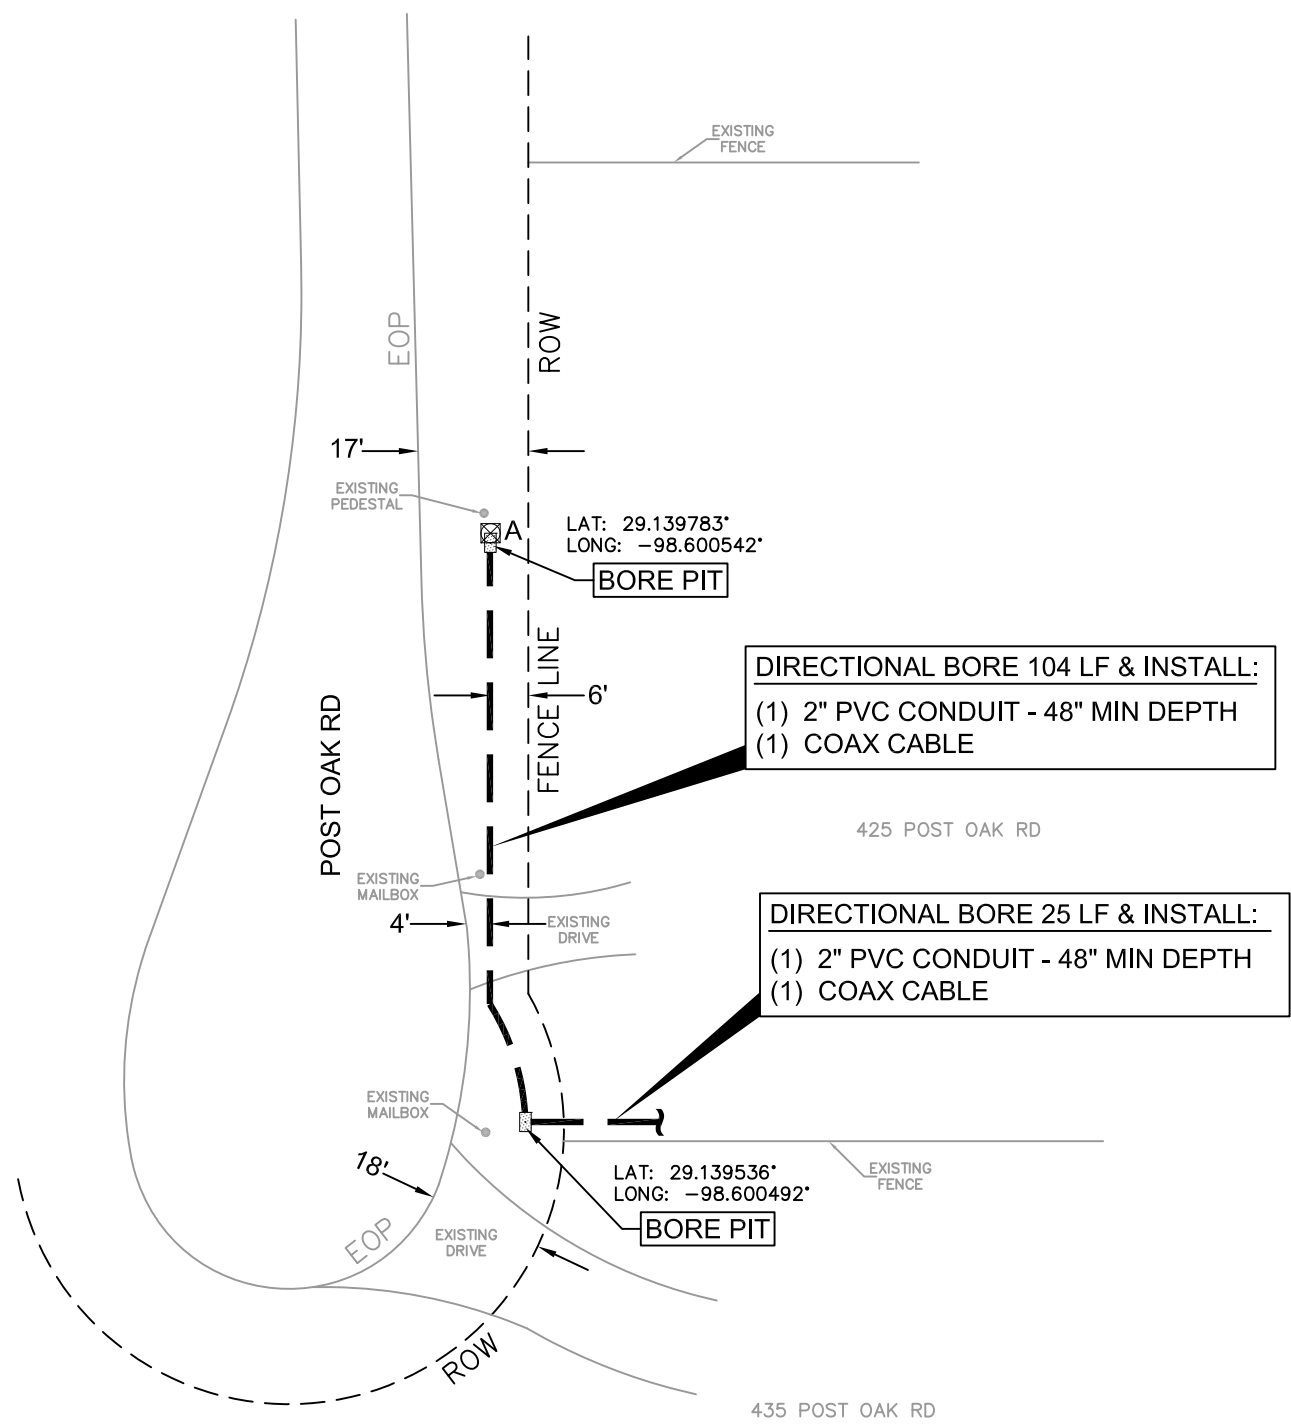 EXISTING
FENCE
EOP
ROW
17'
EXISTING
PEDESTAL
A
LAT: 29.139783°
LONG: -98.600542°
BORE PIT
FENCE LINE
6'
POST OAK RD
DIRECTIONAL BORE 104 LF & INSTALL:
(1) 2" PVC CONDUIT - 48" MIN DEPTH
(1) COAX CABLE
425 POST OAK RD
EXISTING
MAILBOX
4'
EXISTING
DRIVE
DIRECTIONAL BORE 25 LF & INSTALL:
(1) 2" PVC CONDUIT - 48" MIN DEPTH
(1) COAX CABLE
EXISTING
MAILBOX
18'
LAT: 29.139536°
LONG: -98.600492°
BORE PIT
EXISTING
FENCE
EOP
EXISTING
DRIVE
ROW
435 POST OAK RD